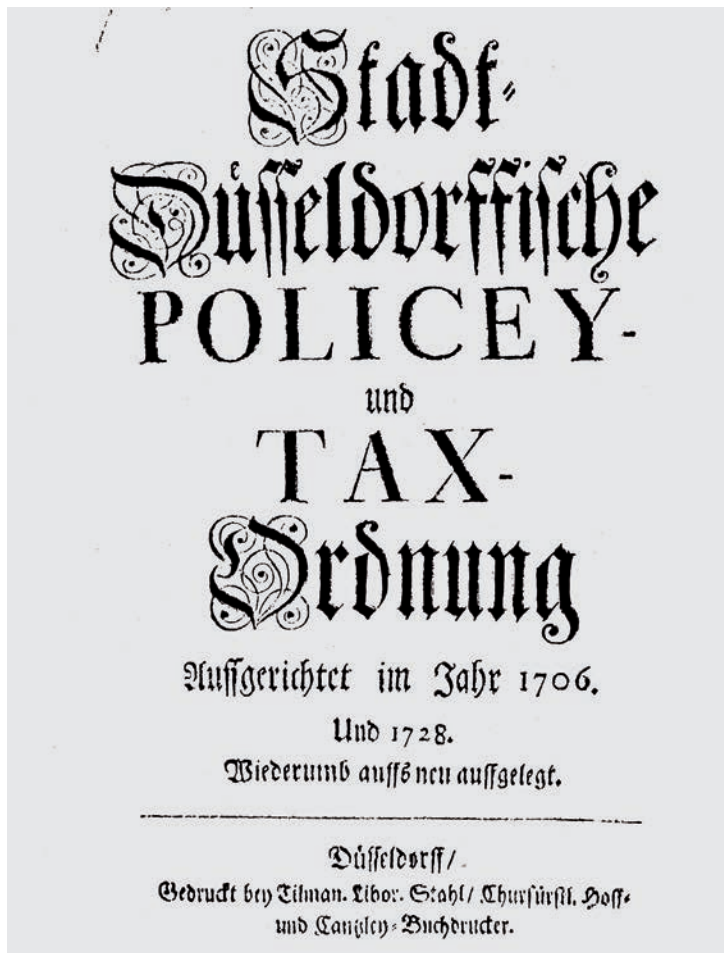 Stadt-
Düsseldorffische
POLICEY-
und
TAX-
Ordnung
Auffgerichtet im Jahr 1706.
Und 1728.
Wiederumb auffs neu auffgelegt.
Düsseldorff/
Gedruckt bey Tilman. Libor. Stahl/ Churfürstl. Hoff-
und Cantzley-Buchdrucker.